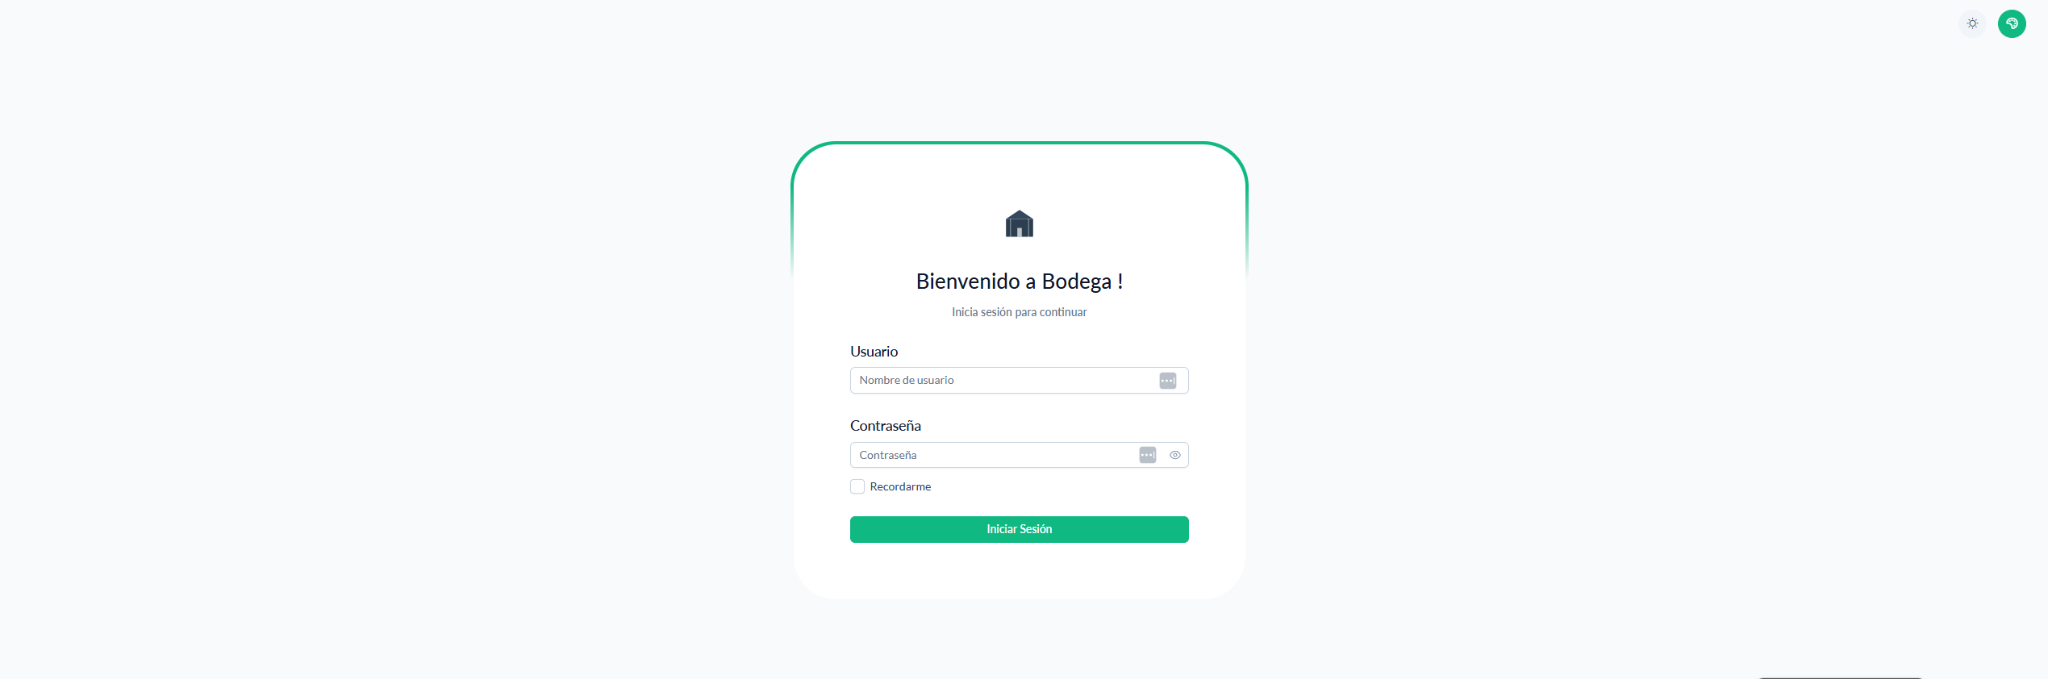 Bienvenido a Bodega !
Inicia sesión para continuar
Usuario
Nombre de usuario
Contraseña
Contraseña
Recordarme
Iniciar Sesión